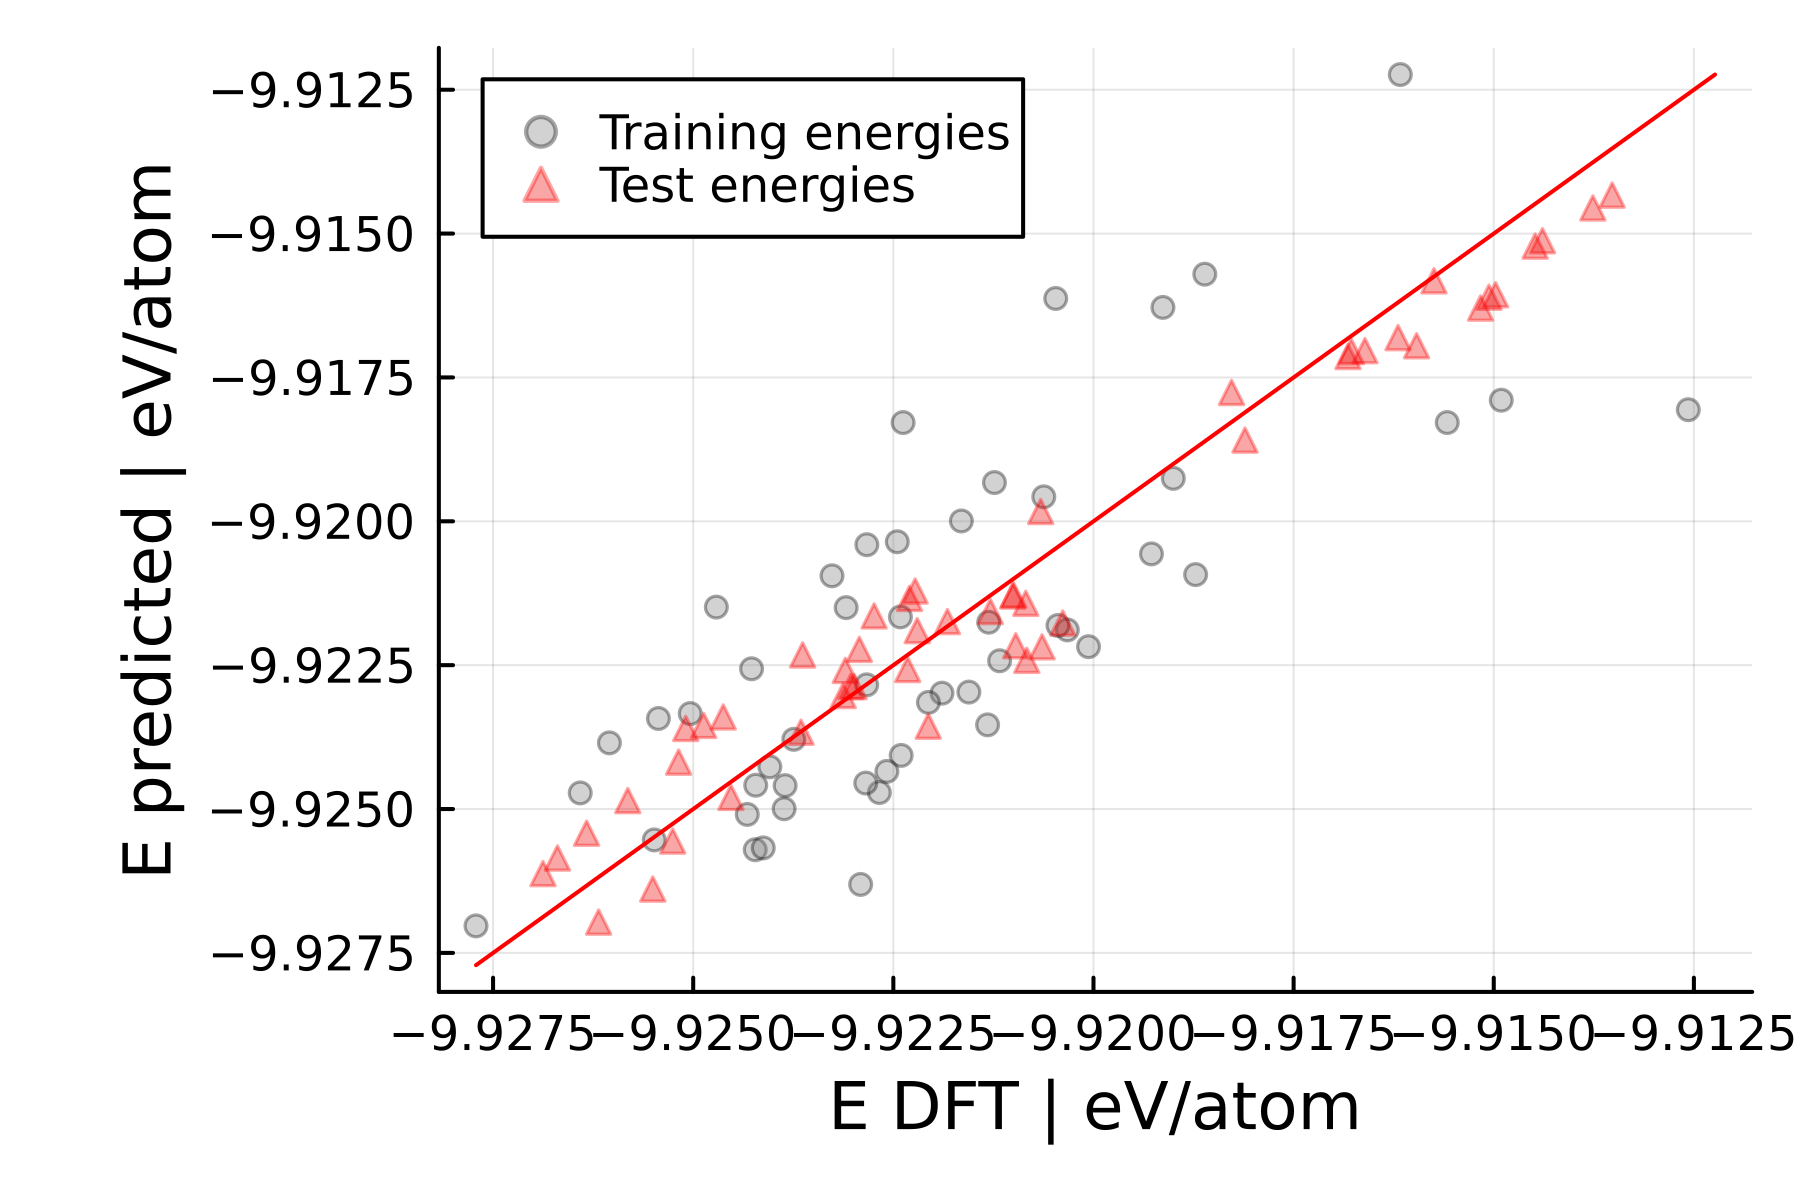 −9.9125
−9.9150
−9.9175
−9.9200
−9.9225
−9.9250
−9.9275
E predicted | eV/atom
Training energies
Test energies
−9.9275 −9.9250 −9.9225 −9.9200 −9.9175 −9.9150 −9.9125
E DFT | eV/atom